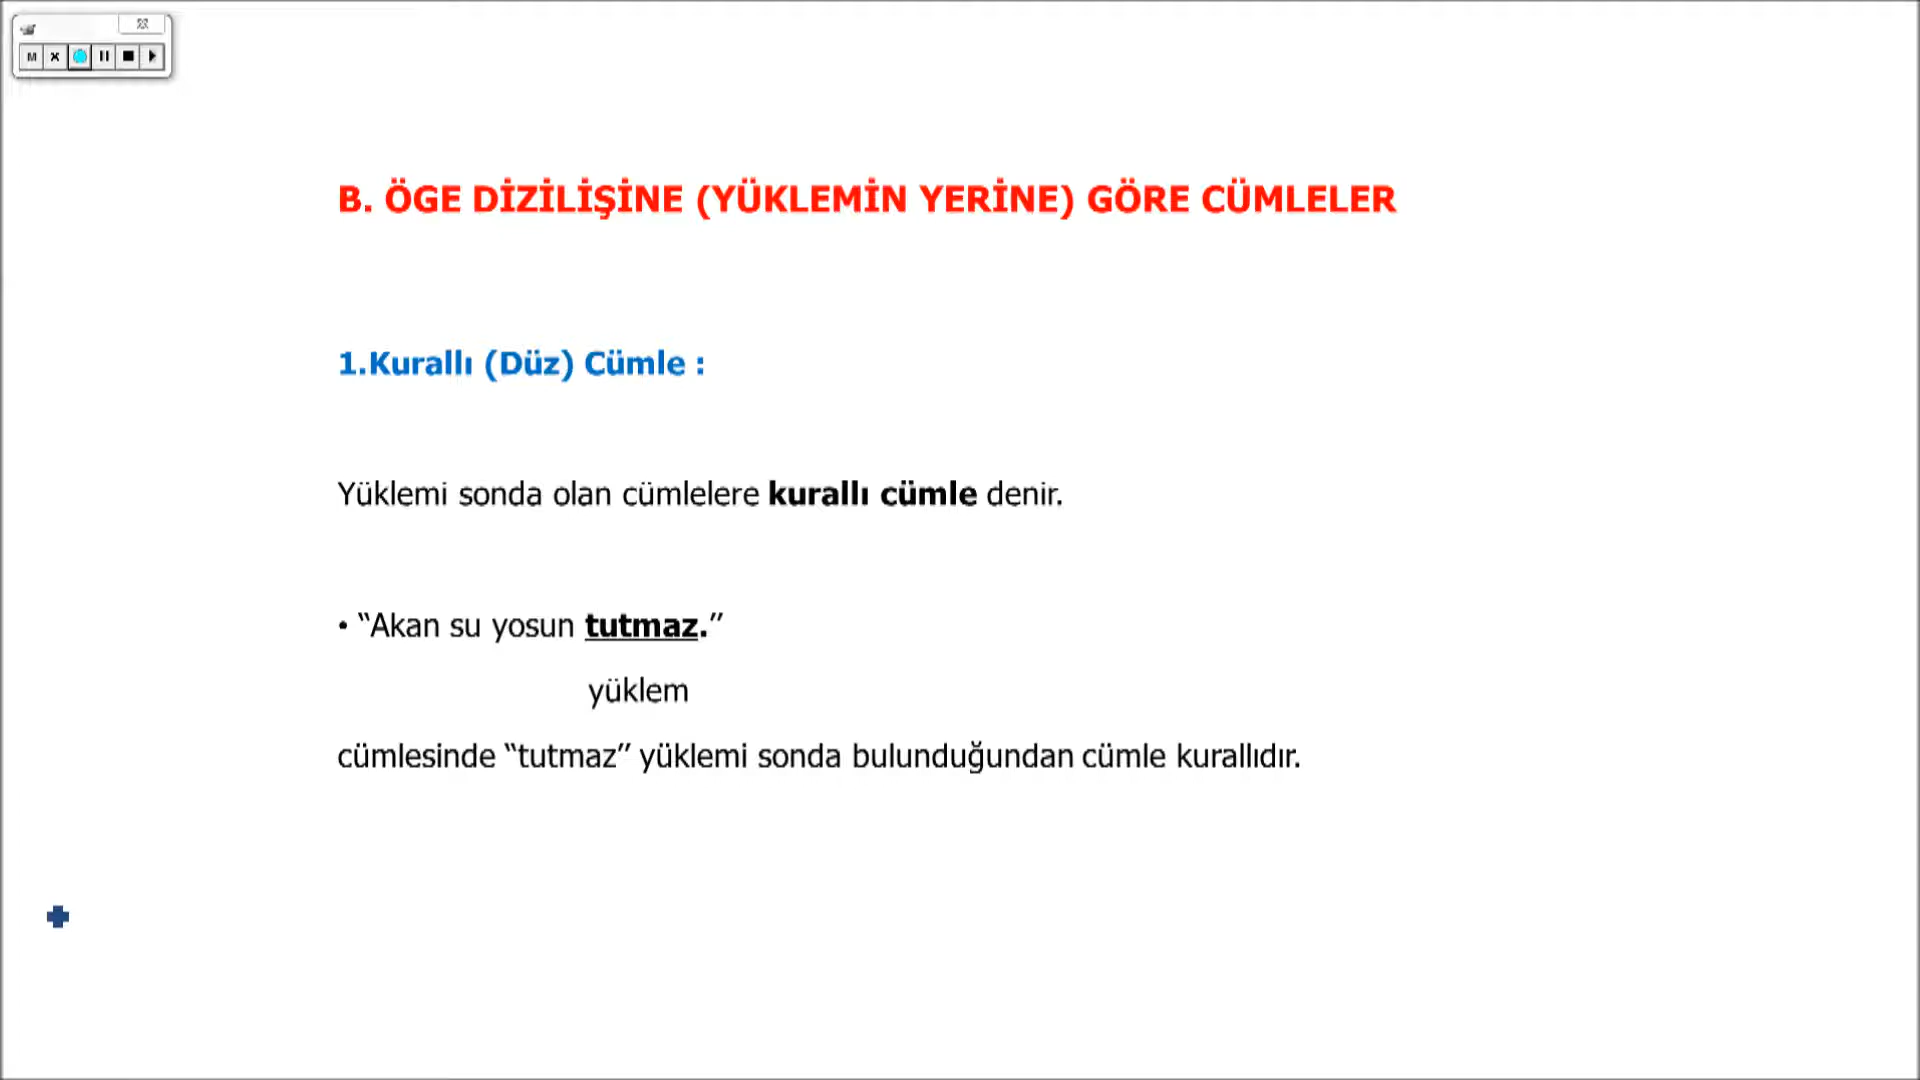 B. ÖGE DİZİLİŞİNE (YÜKLEMİN YERİNE) GÖRE CÜMLELER
1.Kurallı (Düz) Cümle :
Yüklemi sonda olan cümlelere kurallı cümle denir.
• “Akan su yosun tutmaz.”
yüklem
cümlesinde “tutmaz” yüklemi sonda bulunduğundan cümle kurallıdır.